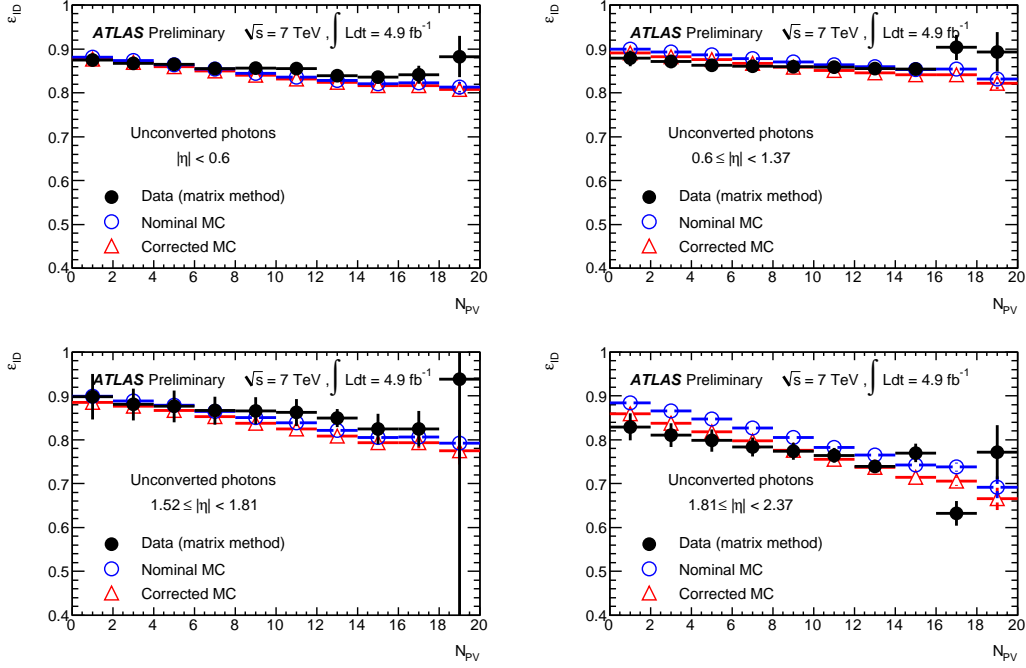 ε_ID
1
0.9
0.8
0.7
0.6
0.5
0.4
ATLAS Preliminary √s = 7 TeV , ∫ Ldt = 4.9 fb⁻¹
Unconverted photons
|η| < 0.6
Data (matrix method)
Nominal MC
Corrected MC
0 2 4 6 8 10 12 14 16 18 20
N_PV
ε_ID
1
0.9
0.8
0.7
0.6
0.5
0.4
ATLAS Preliminary √s = 7 TeV , ∫ Ldt = 4.9 fb⁻¹
Unconverted photons
0.6 ≤ |η| < 1.37
Data (matrix method)
Nominal MC
Corrected MC
0 2 4 6 8 10 12 14 16 18 20
N_PV
ε_ID
1
0.9
0.8
0.7
0.6
0.5
0.4
ATLAS Preliminary √s = 7 TeV , ∫ Ldt = 4.9 fb⁻¹
Unconverted photons
1.52 ≤ |η| < 1.81
Data (matrix method)
Nominal MC
Corrected MC
0 2 4 6 8 10 12 14 16 18 20
N_PV
ε_ID
1
0.9
0.8
0.7
0.6
0.5
0.4
ATLAS Preliminary √s = 7 TeV , ∫ Ldt = 4.9 fb⁻¹
Unconverted photons
1.81 ≤ |η| < 2.37
Data (matrix method)
Nominal MC
Corrected MC
0 2 4 6 8 10 12 14 16 18 20
N_PV